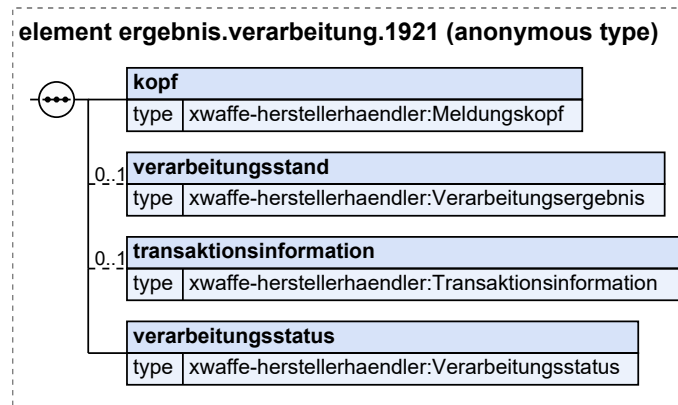 element ergebnis.verarbeitung.1921 (anonymous type)
kopf
type xwaffe-herstellerhaendler:Meldungskopf
0..1
verarbeitungsstand
type xwaffe-herstellerhaendler:Verarbeitungsergebnis
0..1
transaktionsinformation
type xwaffe-herstellerhaendler:Transaktionsinformation
verarbeitungsstatus
type xwaffe-herstellerhaendler:Verarbeitungsstatus